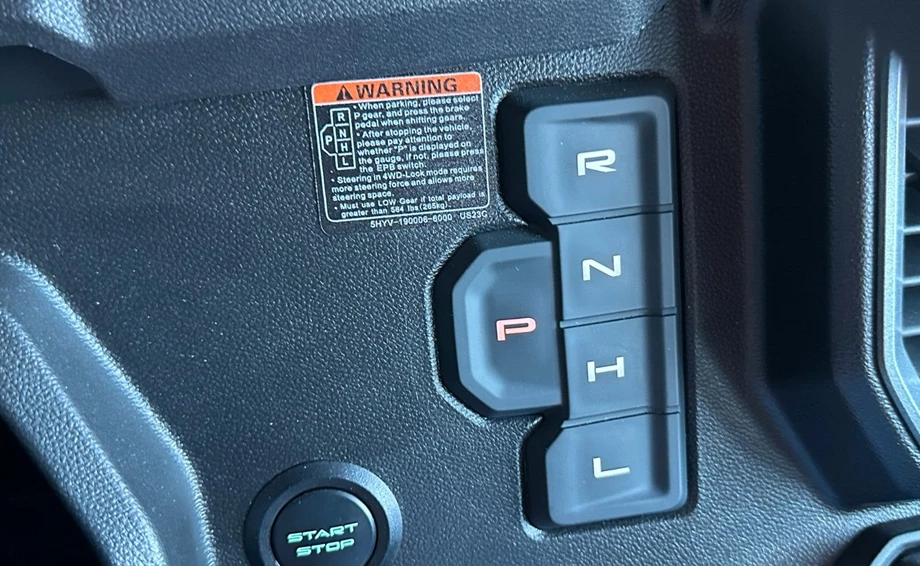 WARNING
• When parking, please select
P gear, and press the brake
pedal when shifting gears.
• After stopping the vehicle,
please pay attention to
whether "P" is displayed on
the gauge, if not, please press
the EPB switch.
• Steering in 4WD-Lock mode requires
more steering force and allows more
steering space.
• Must use LOW Gear if total payload is
greater than 584 lbs(265kg).
5HYV-190006-6000 US23C
R
N
H
L
P
R
N
P
H
L
START
STOP